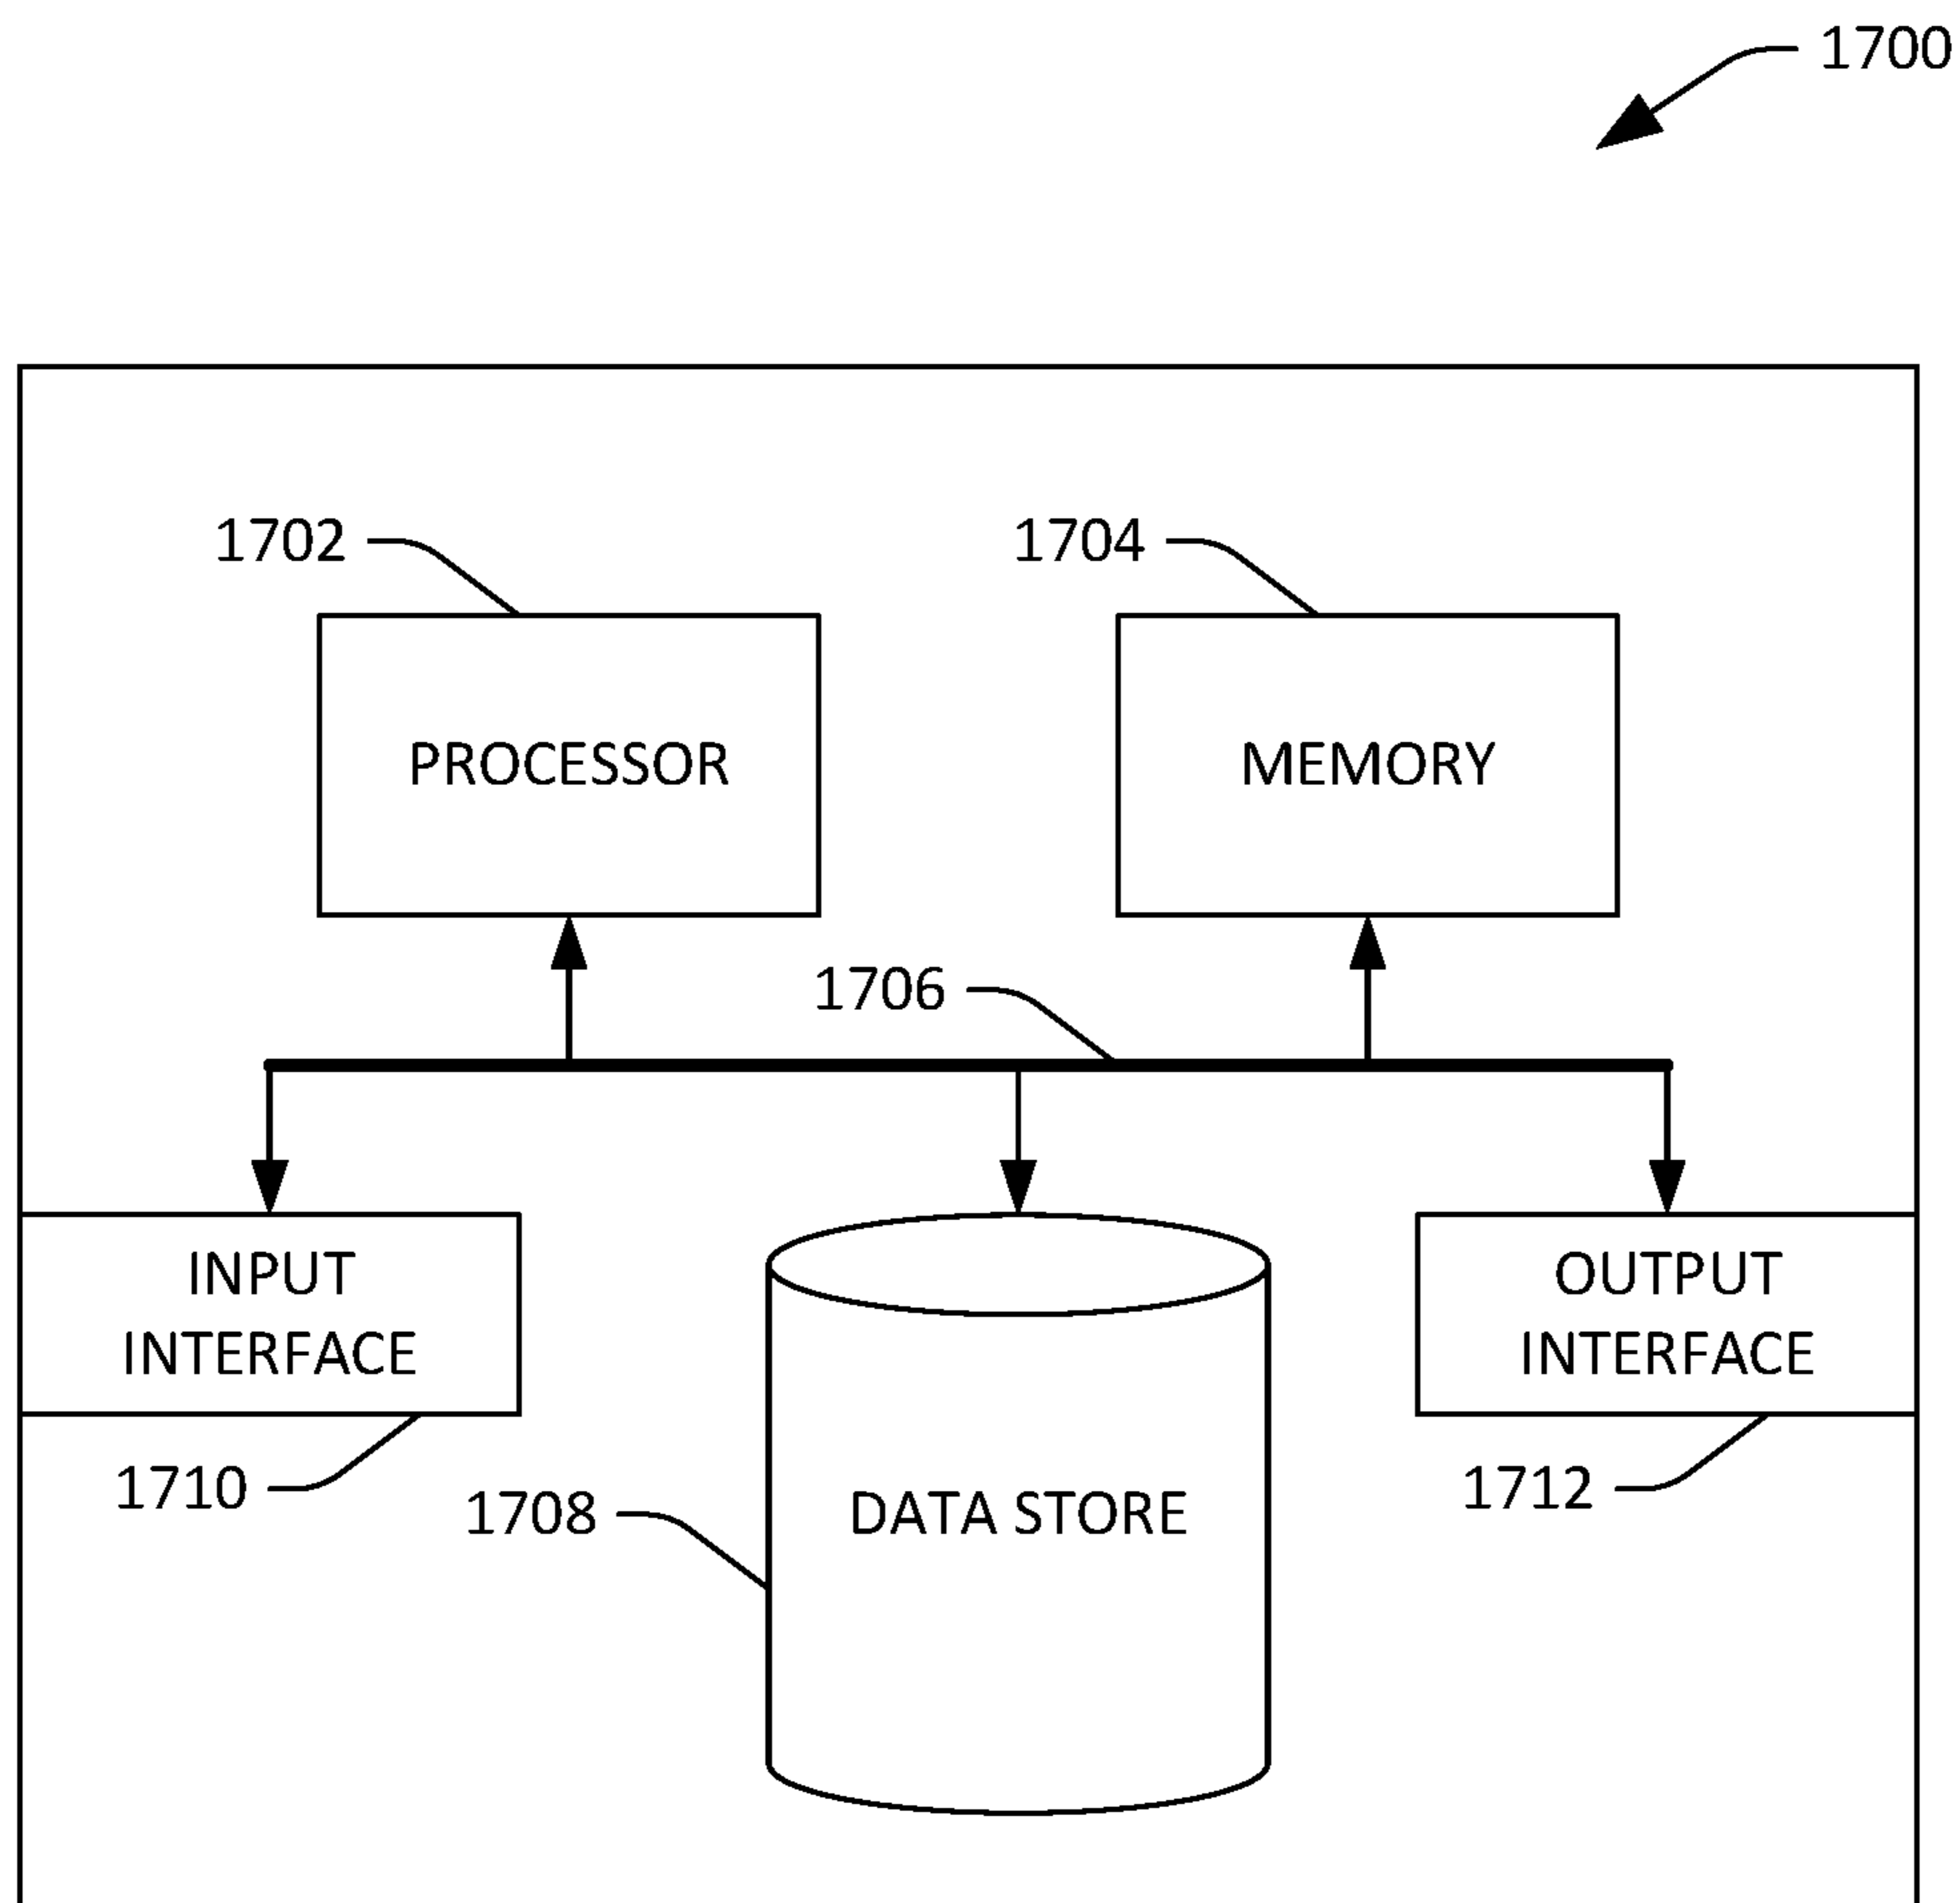 1700
1702
1704
PROCESSOR
MEMORY
1706
INPUT
INTERFACE
OUTPUT
INTERFACE
1710
1708
DATA STORE
1712